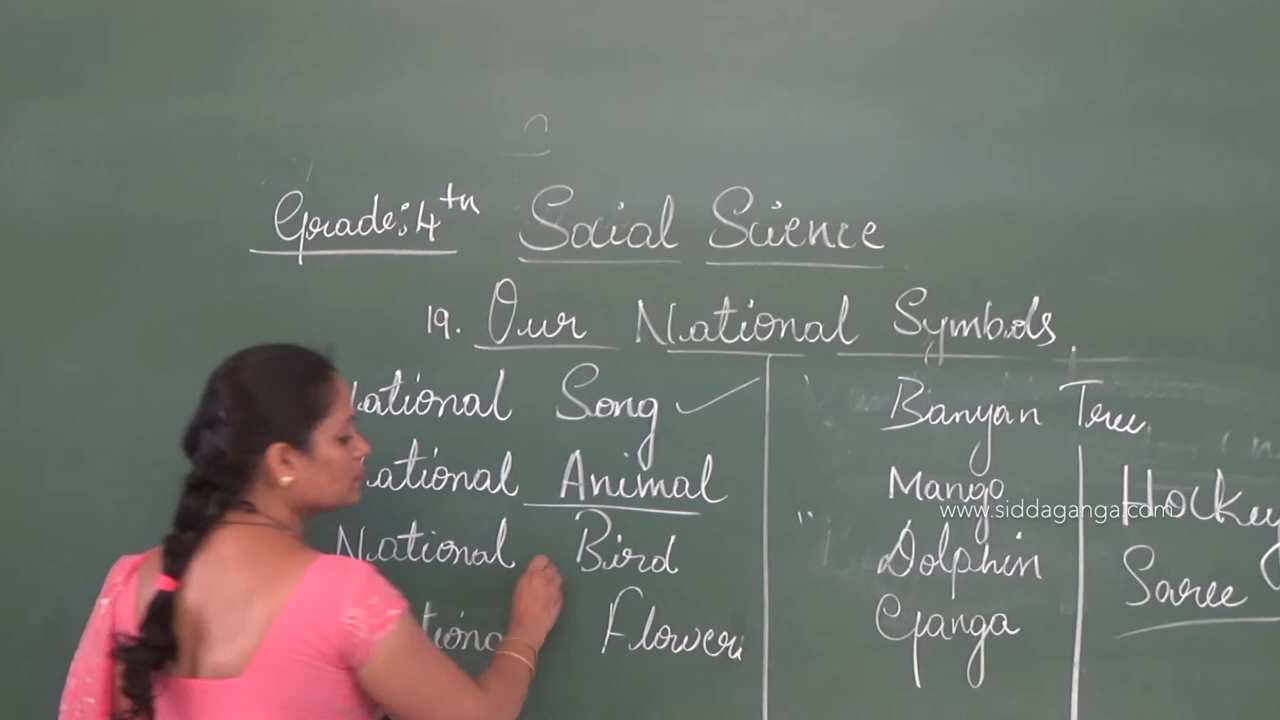 Grade: 4th Social Science
19. Our National Symbols
National Song
National Animal
National Bird
National Flower
Banyan Tree
Mango
Dolphin
Ganga
Hockey
Saree
www.siddaganga.com